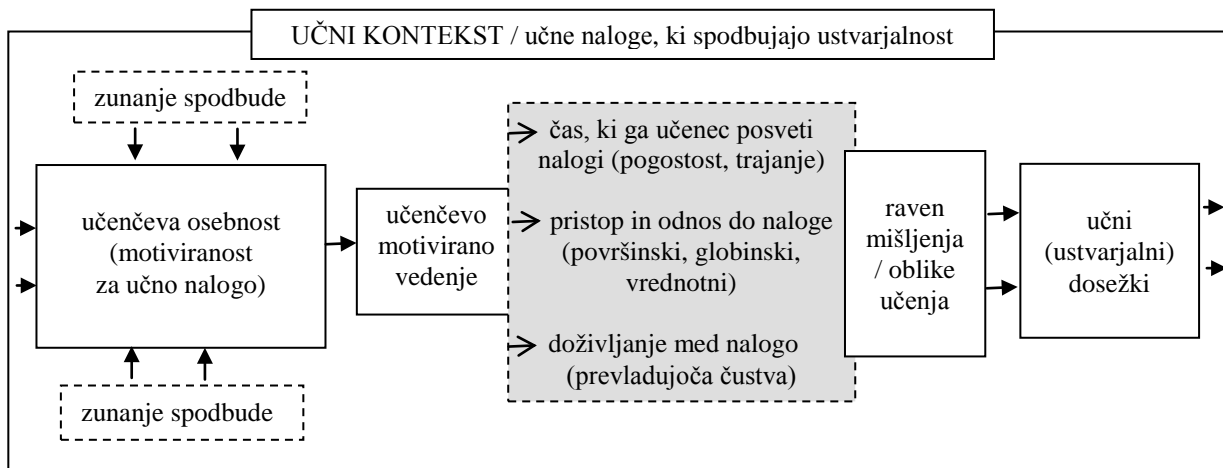 UČNI KONTEKST / učne naloge, ki spodbujajo ustvarjalnost
zunanje spodbude
učenčeva osebnost
(motiviranost
za učno nalogo)
zunanje spodbude
učenčevo
motivirano
vedenje
čas, ki ga učenec posveti
nalogi (pogostost, trajanje)
pristop in odnos do naloge
(površinski, globinski,
vrednotni)
doživljanje med nalogo
(prevladujoča čustva)
raven
mišljenja
/ oblike
učenja
učni
(ustvarjalni)
dosežki